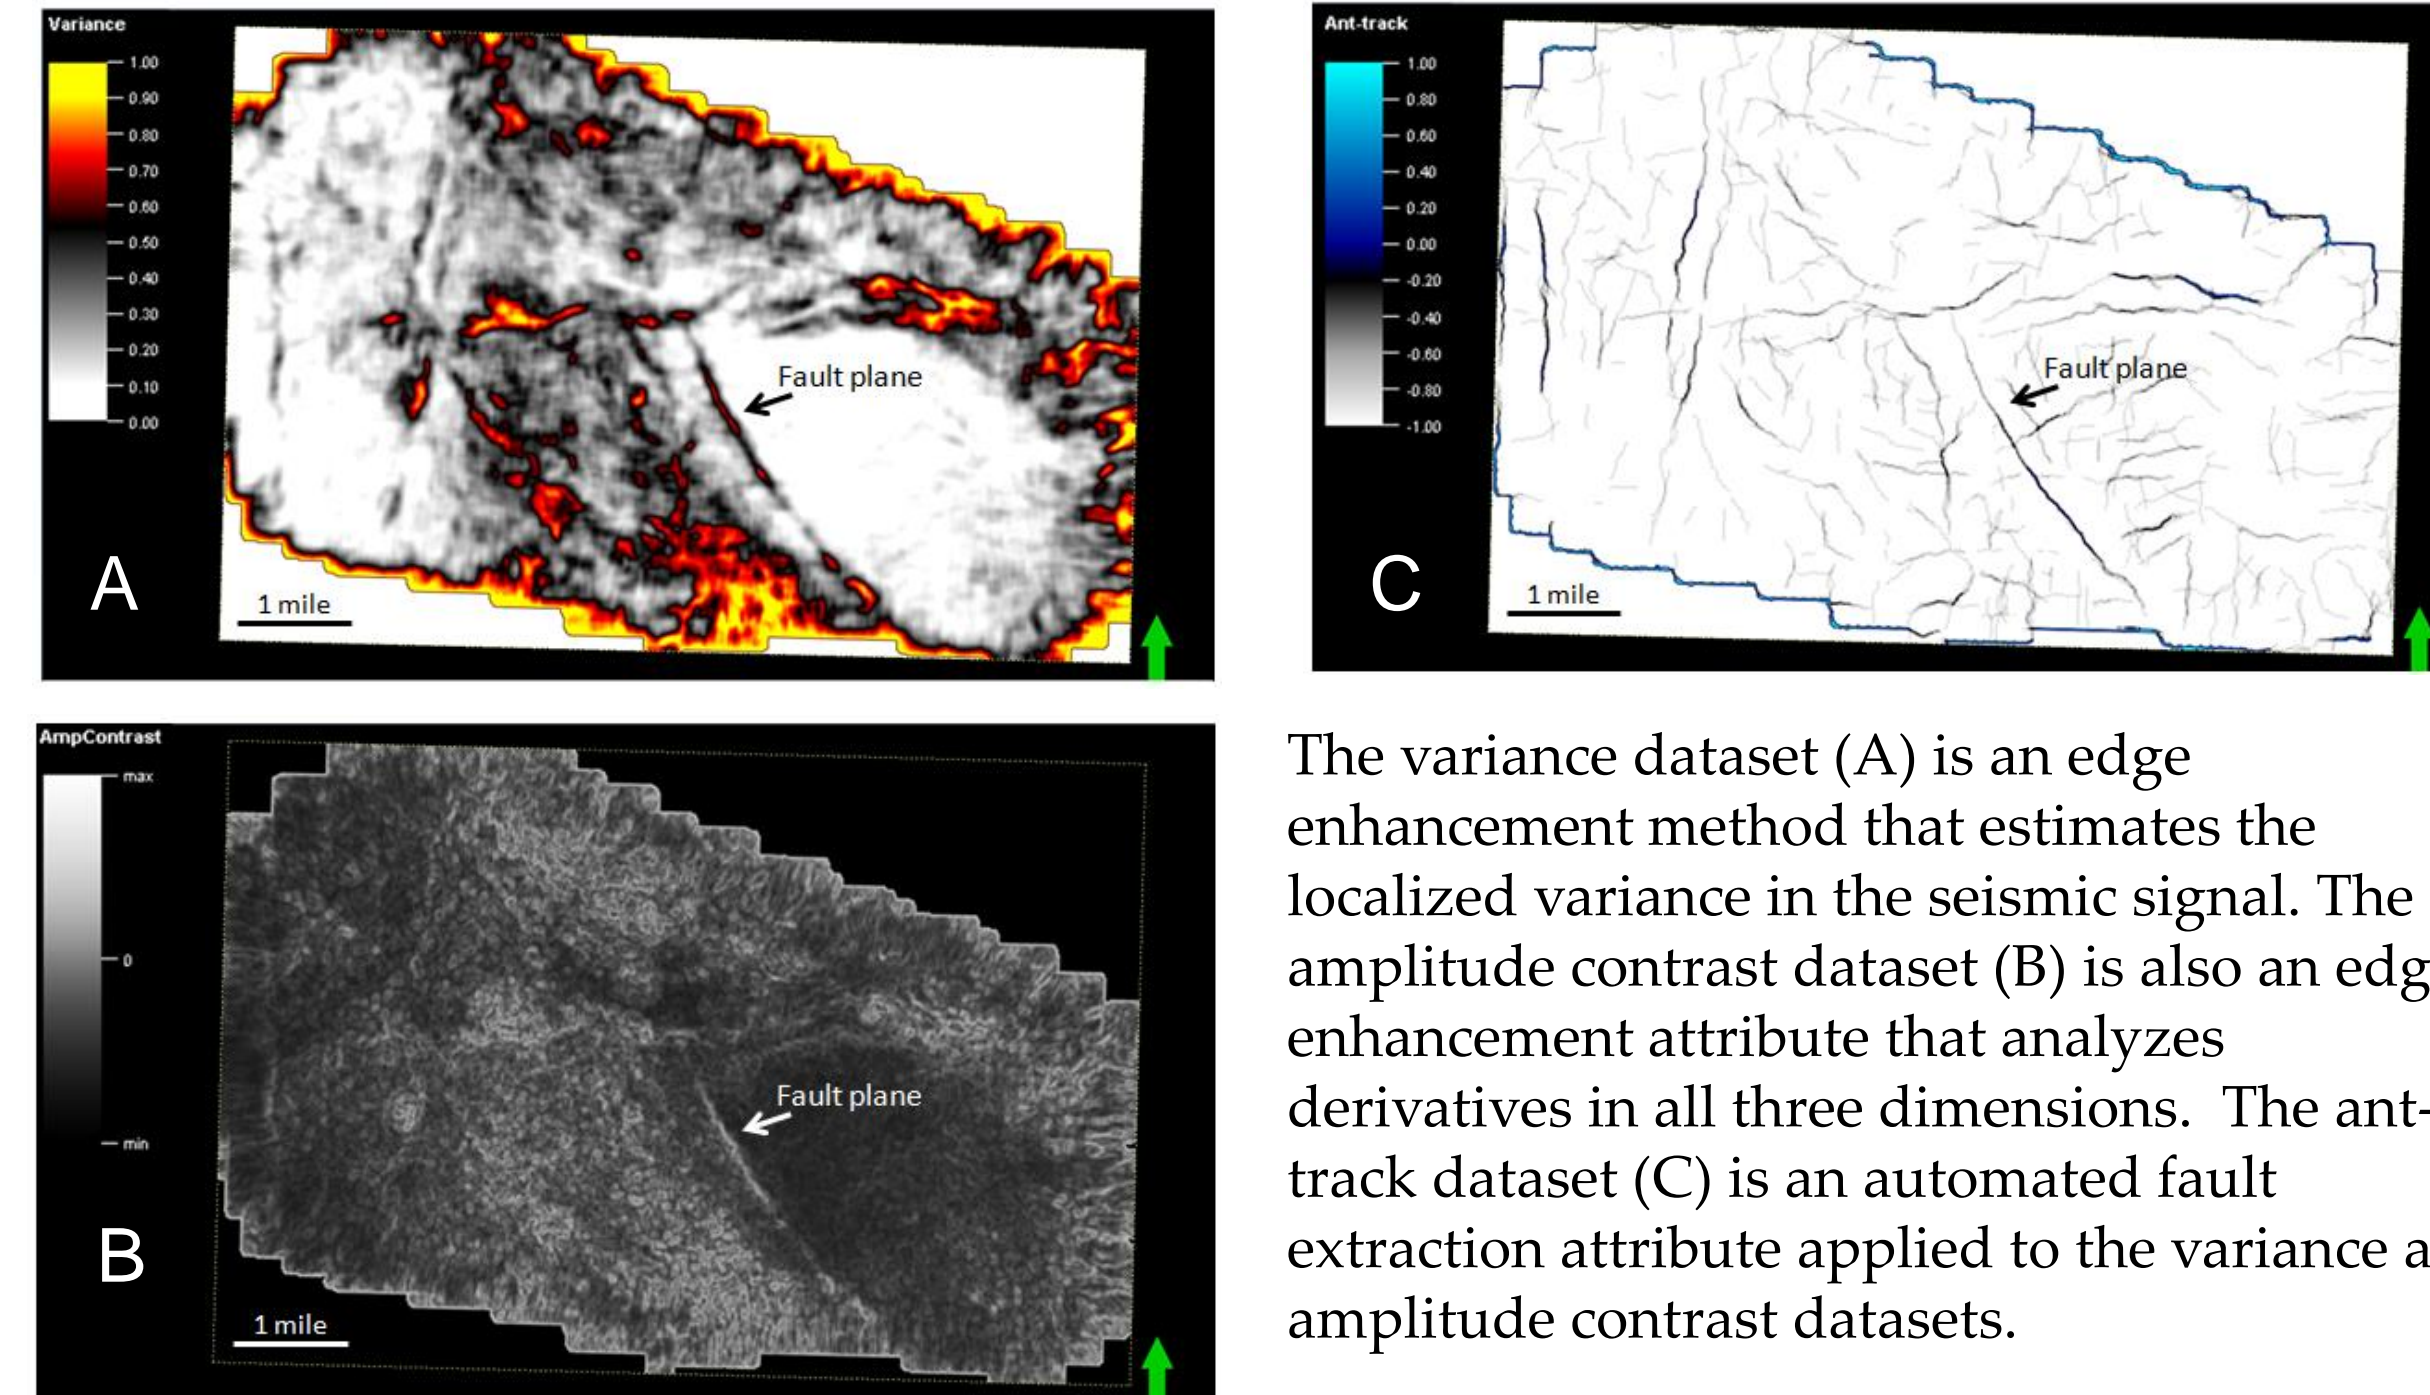 Variance
1.00
0.90
0.80
0.70
0.60
0.50
0.40
0.30
0.20
0.10
0.00
Fault plane
A
1 mile
Ant-track
1.00
0.80
0.60
0.40
0.20
0.00
-0.20
-0.40
-0.60
-0.80
-1.00
Fault plane
C
1 mile
AmpContrast
max
0
min
Fault plane
B
1 mile
The variance dataset (A) is an edge
enhancement method that estimates the
localized variance in the seismic signal. The
amplitude contrast dataset (B) is also an edg
enhancement attribute that analyzes
derivatives in all three dimensions. The ant-
track dataset (C) is an automated fault
extraction attribute applied to the variance a
amplitude contrast datasets.